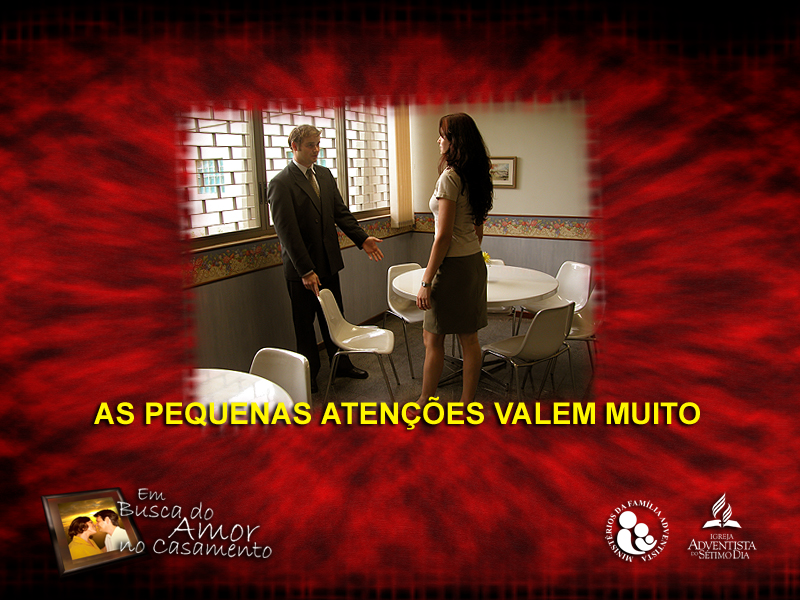 AS PEQUENAS ATENÇÕES VALEM MUITO
Em
Busca do
Amor
no Casamento
MINISTÉRIOS DA FAMÍLIA ADVENTISTA
IGREJA
ADVENTISTA
DO SÉTIMO DIA